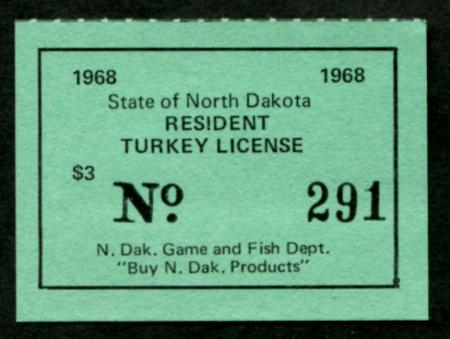 1968 1968
State of North Dakota
RESIDENT
TURKEY LICENSE
$3
Nº 291
N. Dak. Game and Fish Dept.
"Buy N. Dak. Products"